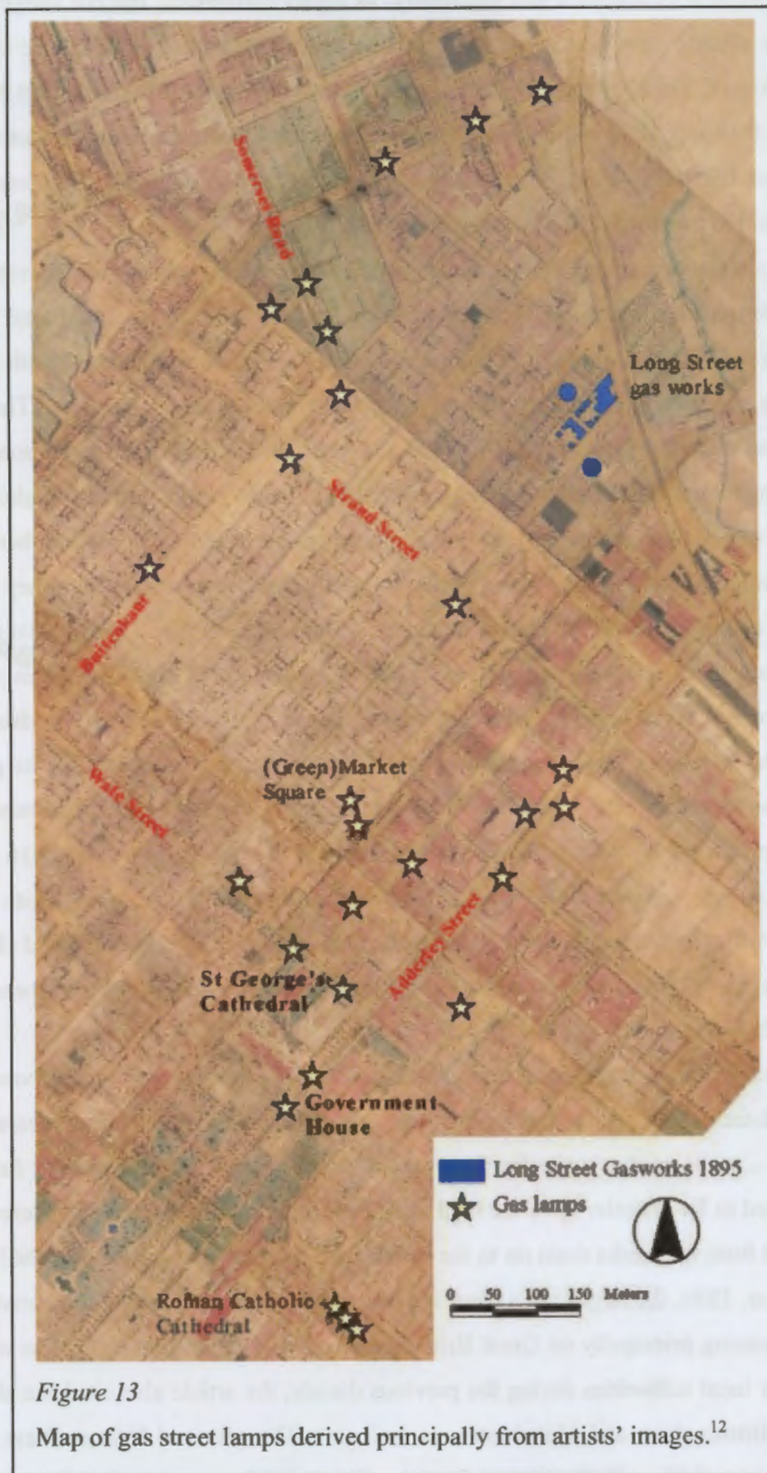 Somerset Road
Long Street
gas works
Strand Street
Buitenkant
(Green)Market
Square
Wale Street
Adderley Street
St George's
Cathedral
Government
House
Long Street Gasworks 1895
Gas lamps
0 50 100 150 Meters
Roman Catholic
Cathedral
Figure 13
Map of gas street lamps derived principally from artists' images.¹²